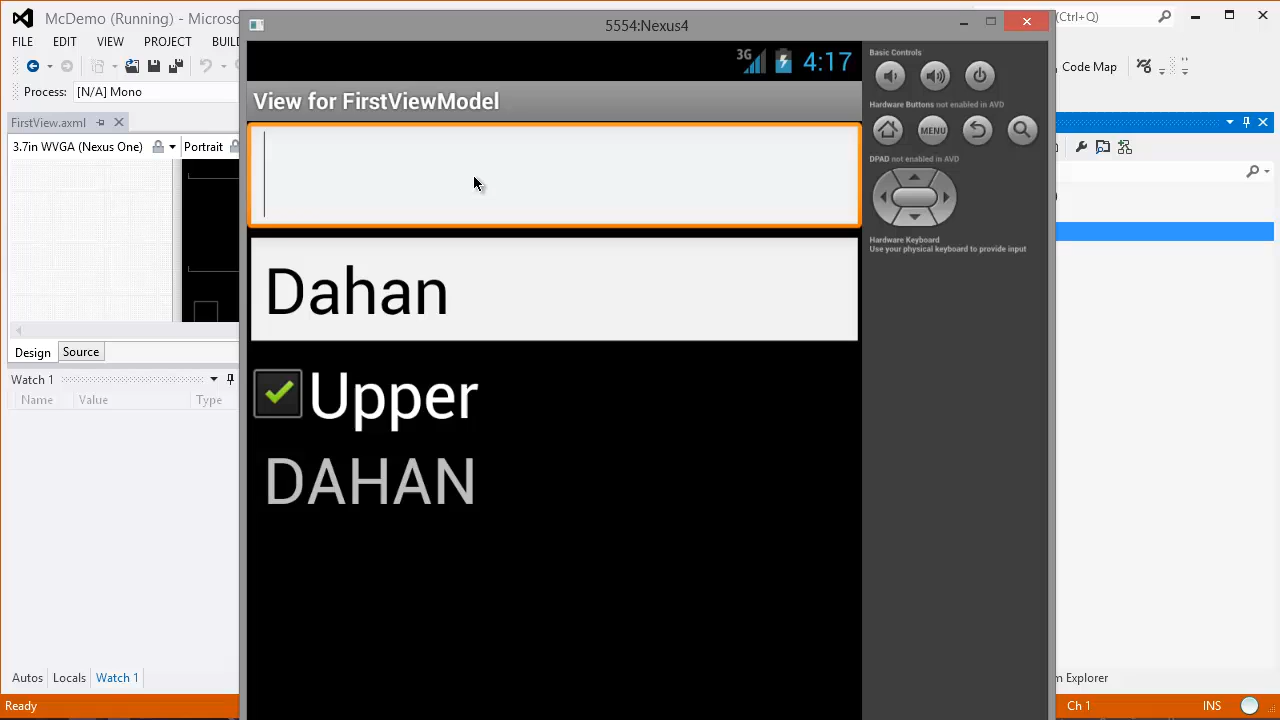 McDemo (Running) - Microso
5554:Nexus4
(Ctrl+Q)
FILE EDIT VIEW PROJECT BUIL
Code Map
Process: [N/A] Mono
FirstView.axml
3.7in WVGA (Nexus One) Portrait
3G 4:17
View for FirstViewModel
Dahan
Upper
DAHAN
Basic Controls
Hardware Buttons not enabled in AVD
MENU
DPAD not enabled in AVD
Hardware Keyboard
Use your physical keyboard to provide input
Design Source
Watch 1
Name Value Type
Autos Locals Watch 1
m Explorer
Ready
Ch 1 INS